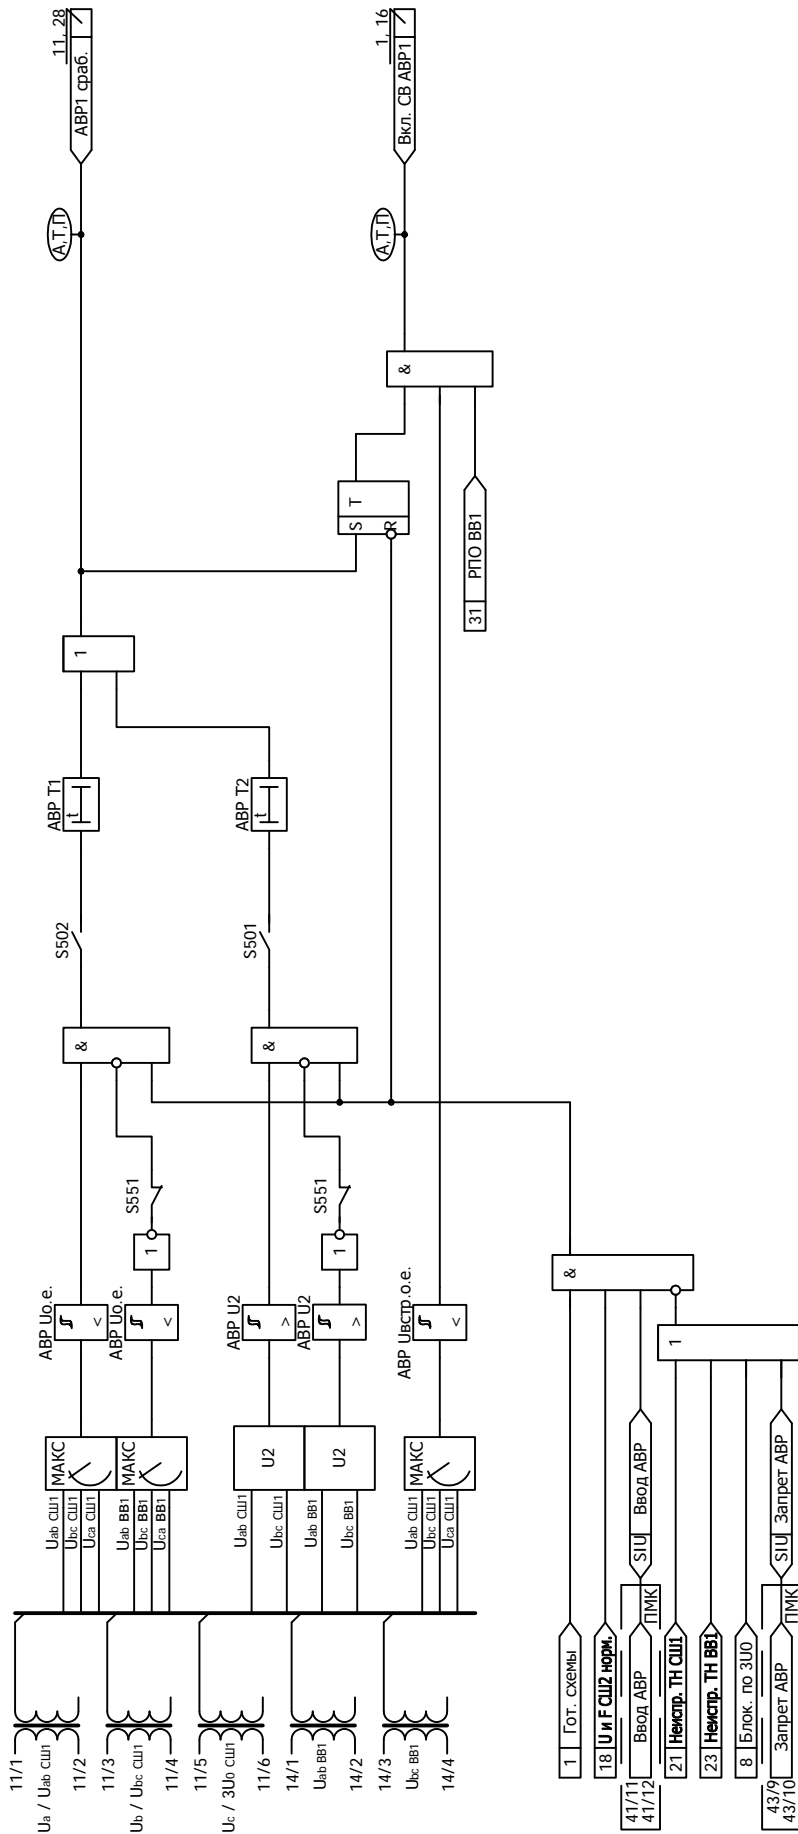 11/1
Ua / Uab СШ1
11/2
11/3
Ub / Ubc СШ1
11/4
11/5
Uc / 3U0 СШ1
11/6
14/1
Uab ВВ1
14/2
14/3
Ubc ВВ1
14/4
Uab СШ1
Ubc СШ1
Uca СШ1
Uab ВВ1
Ubc ВВ1
Uca ВВ1
Uab СШ1
Ubc СШ1
Uab ВВ1
Ubc ВВ1
Uab СШ1
Ubc СШ1
Uca СШ1
МАКС
МАКС
U2
U2
МАКС
АВР Uо.е.
<
АВР Uо.е.
<
АВР U2
>
АВР U2
>
АВР Uвстр.о.е.
<
1
S551
1
S551
&
&
S502
S501
АВР T1
t
АВР T2
t
1
S T
R
&
31 РПО ВВ1
А,Т,П
А,Т,П
АВР1 сраб.
11, 28
Вкл. СВ АВР1
1, 16
1 Гот. схемы
18 U и F СШ2 норм.
41/11
41/12
Ввод АВР
ПМК
SIU Ввод АВР
21 Неиспр. ТН СШ1
23 Неиспр. ТН ВВ1
8 Блок. по 3U0
43/9
43/10
Запрет АВР
ПМК
SIU Запрет АВР
1
&